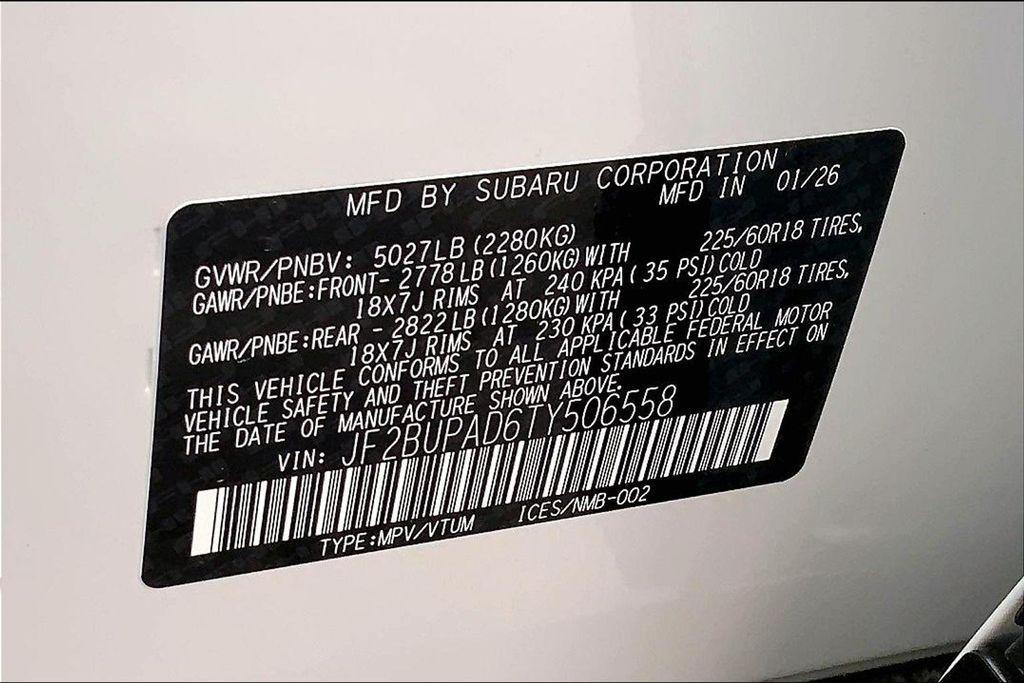 MFD BY SUBARU CORPORATION
MFD IN 01/26
GVWR/PNBV: 5027LB (2280KG)
GAWR/PNBE:FRONT- 2778LB (1260KG) WITH 225/60R18 TIRES,
18X7J RIMS AT 240 KPA ( 35 PSI) COLD
GAWR/PNBE:REAR - 2822LB (1280KG) WITH 225/60R18 TIRES,
18X7J RIMS AT 230 KPA ( 33 PSI) COLD
THIS VEHICLE CONFORMS TO ALL APPLICABLE FEDERAL MOTOR
VEHICLE SAFETY AND THEFT PREVENTION STANDARDS IN EFFECT ON
THE DATE OF MANUFACTURE SHOWN ABOVE.
VIN: JF2BUPAD6TY506558
TYPE:MPV/VTUM ICES/NMB-002